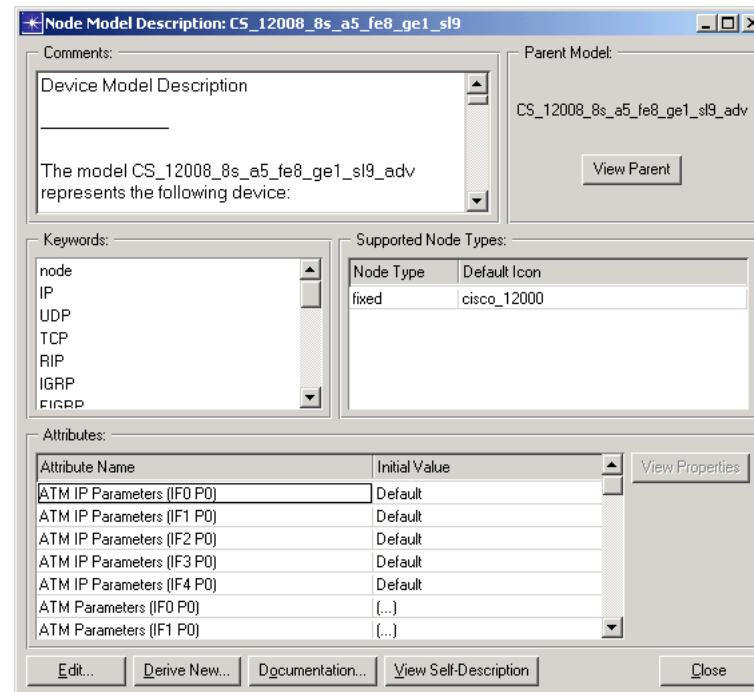 Node Model Description: CS_12008_8s_a5_fe8_ge1_sl9
Comments:
Device Model Description
The model CS_12008_8s_a5_fe8_ge1_sl9_adv
represents the following device:
Parent Model:
CS_12008_8s_a5_fe8_ge1_sl9_adv
View Parent
Keywords:
node
IP
UDP
TCP
RIP
IGRP
EIGRP
Supported Node Types:
Node Type Default Icon
fixed cisco_12000
Attributes:
Attribute Name Initial Value
ATM IP Parameters (IF0 P0) Default
ATM IP Parameters (IF1 P0) Default
ATM IP Parameters (IF2 P0) Default
ATM IP Parameters (IF3 P0) Default
ATM IP Parameters (IF4 P0) Default
ATM Parameters (IF0 P0) (...)
ATM Parameters (IF1 P0) (...)
View Properties
Edit... Derive New... Documentation... View Self-Description Close